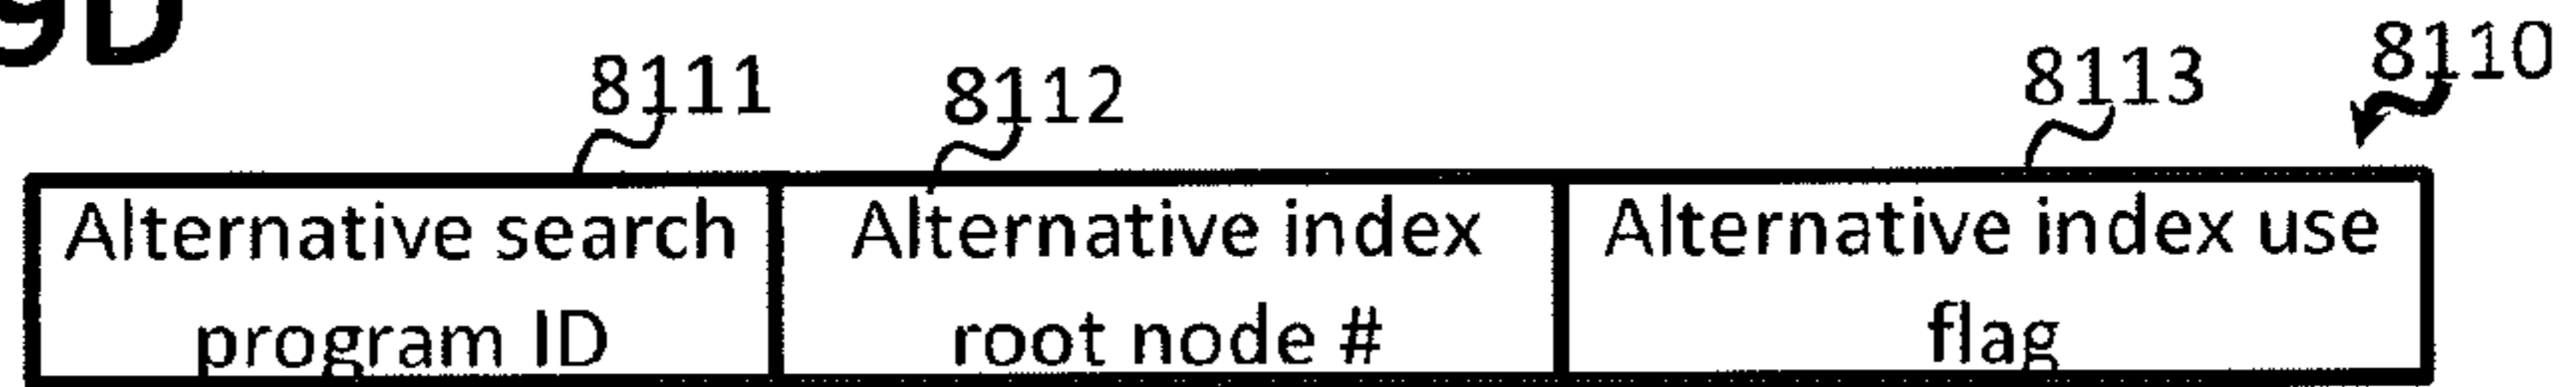 9D
8111 8112 8113 8110
Alternative search Alternative index Alternative index use
program ID root node # flag